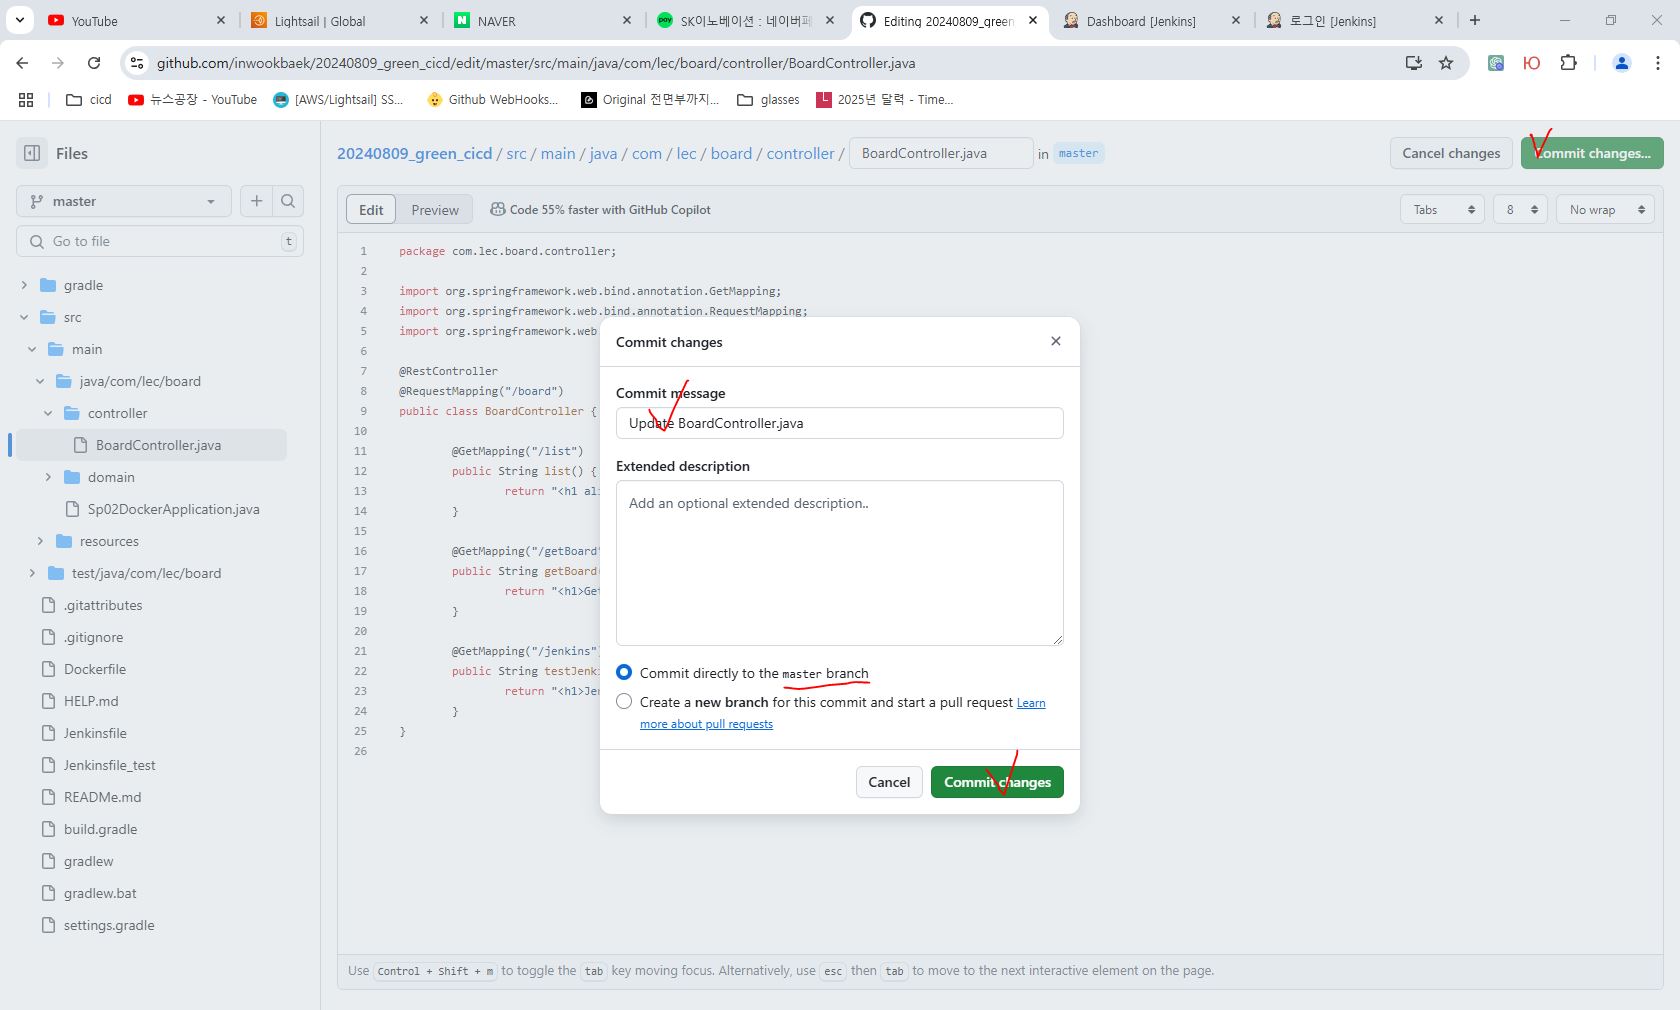 YouTube
Lightsail | Global
NAVER
SK이노베이션 : 네이버페
Editing 20240809_green
Dashboard [Jenkins]
로그인 [Jenkins]
github.com/inwookbaek/20240809_green_cicd/edit/master/src/main/java/com/lec/board/controller/BoardController.java
cicd
뉴스공장 - YouTube
[AWS/Lightsail] SS...
Github WebHooks...
Original 전면부까지...
glasses
2025년 달력 - Time...
Files
20240809_green_cicd / src / main / java / com / lec / board / controller / BoardController.java in master
Cancel changes
Commit changes...
master
Go to file
t
Edit
Preview
Code 55% faster with GitHub Copilot
Tabs
8
No wrap
gradle
src
main
java/com/lec/board
controller
BoardController.java
domain
Sp02DockerApplication.java
resources
test/java/com/lec/board
.gitattributes
.gitignore
Dockerfile
HELP.md
Jenkinsfile
Jenkinsfile_test
READMe.md
build.gradle
gradlew
gradlew.bat
settings.gradle
1 package com.lec.board.controller;
2
3 import org.springframework.web.bind.annotation.GetMapping;
4 import org.springframework.web.bind.annotation.RequestMapping;
5 import org.springframework.web
6
7 @RestController
8 @RequestMapping("/board")
9 public class BoardController {
10
11 @GetMapping("/list")
12 public String list() {
13 return "<h1 ali
14 }
15
16 @GetMapping("/getBoard"
17 public String getBoard(
18 return "<h1>Get
19 }
20
21 @GetMapping("/jenkins")
22 public String testJenki
23 return "<h1>Je
24 }
25 }
26
Commit changes
Commit message
Update BoardController.java
Extended description
Add an optional extended description..
Commit directly to the master branch
Create a new branch for this commit and start a pull request Learn
more about pull requests
Cancel
Commit changes
Use Control + Shift + m to toggle the tab key moving focus. Alternatively, use esc then tab to move to the next interactive element on the page.